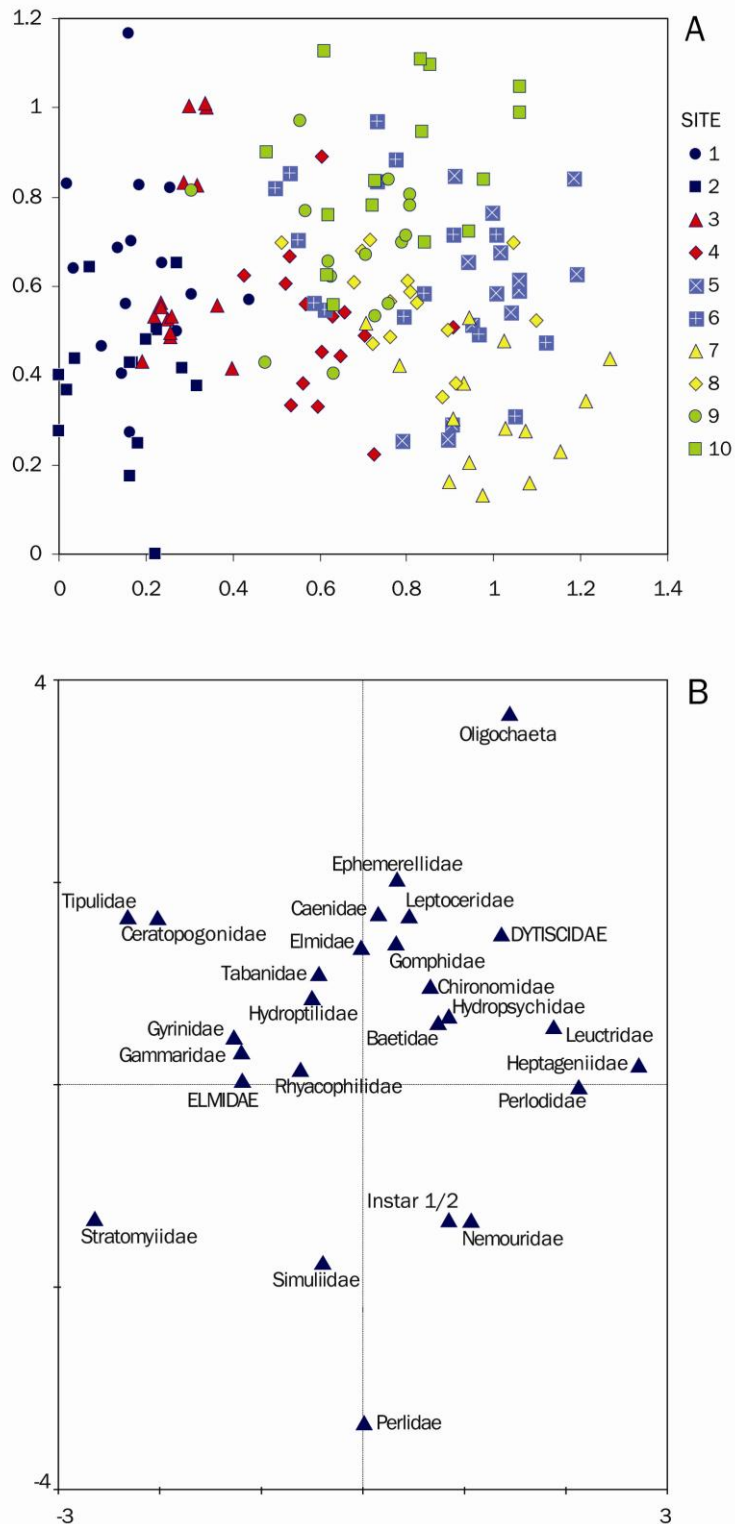 1.2
A
1
SITE
1
2
0.8
3
4
0.6
5
6
7
0.4
8
9
10
0.2
0
0 0.2 0.4 0.6 0.8 1 1.2 1.4
4
B
Oligochaeta
Ephemerellidae
Tipulidae
Caenidae
Leptoceridae
Ceratopogonidae
DYTISCIDAE
Elmidae
Gomphidae
Tabanidae
Chironomidae
Hydroptilidae
Hydropsychidae
Gyrinidae
Baetidae
Leuctridae
Gammaridae
Heptageniidae
Rhyacophilidae
ELMIDAE
Perlodidae
Instar 1/2
Stratomyiidae
Nemouridae
Simuliidae
Perlidae
-4
-3 3